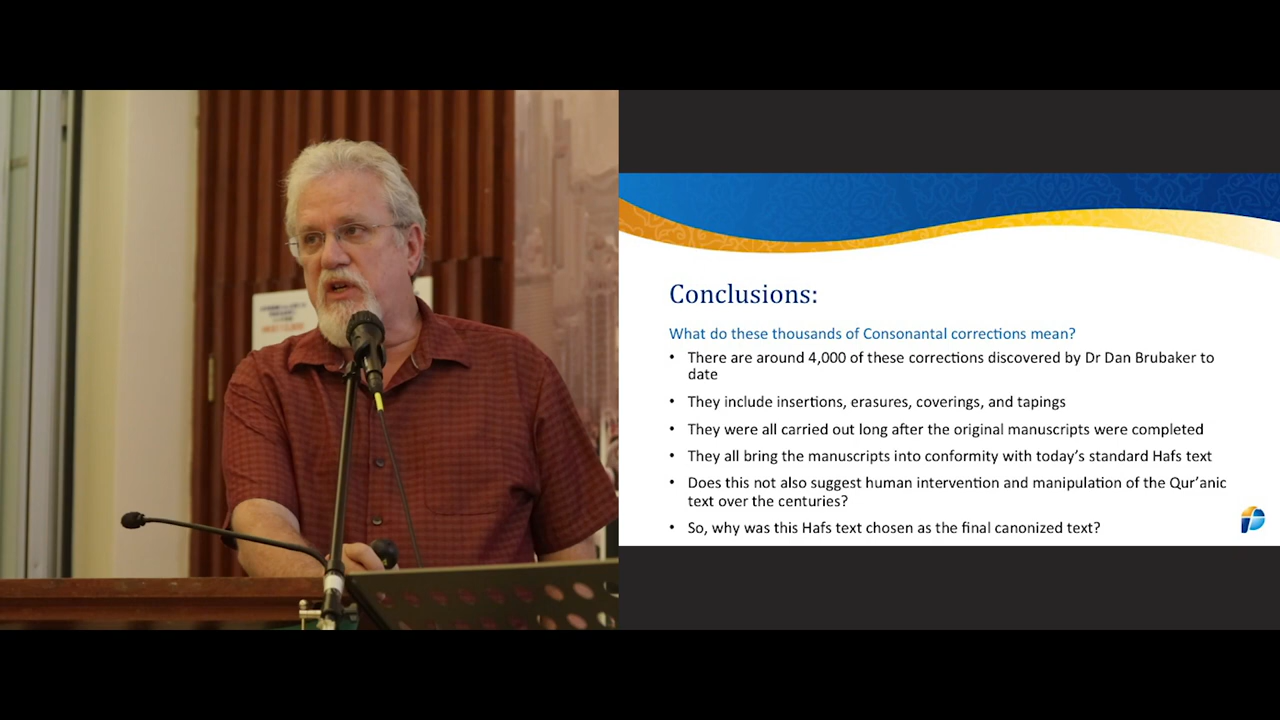 Conclusions:
What do these thousands of Consonantal corrections mean?
• There are around 4,000 of these corrections discovered by Dr Dan Brubaker to
date
• They include insertions, erasures, coverings, and tapings
• They were all carried out long after the original manuscripts were completed
• They all bring the manuscripts into conformity with today's standard Hafs text
• Does this not also suggest human intervention and manipulation of the Qur'anic
text over the centuries?
• So, why was this Hafs text chosen as the final canonized text?